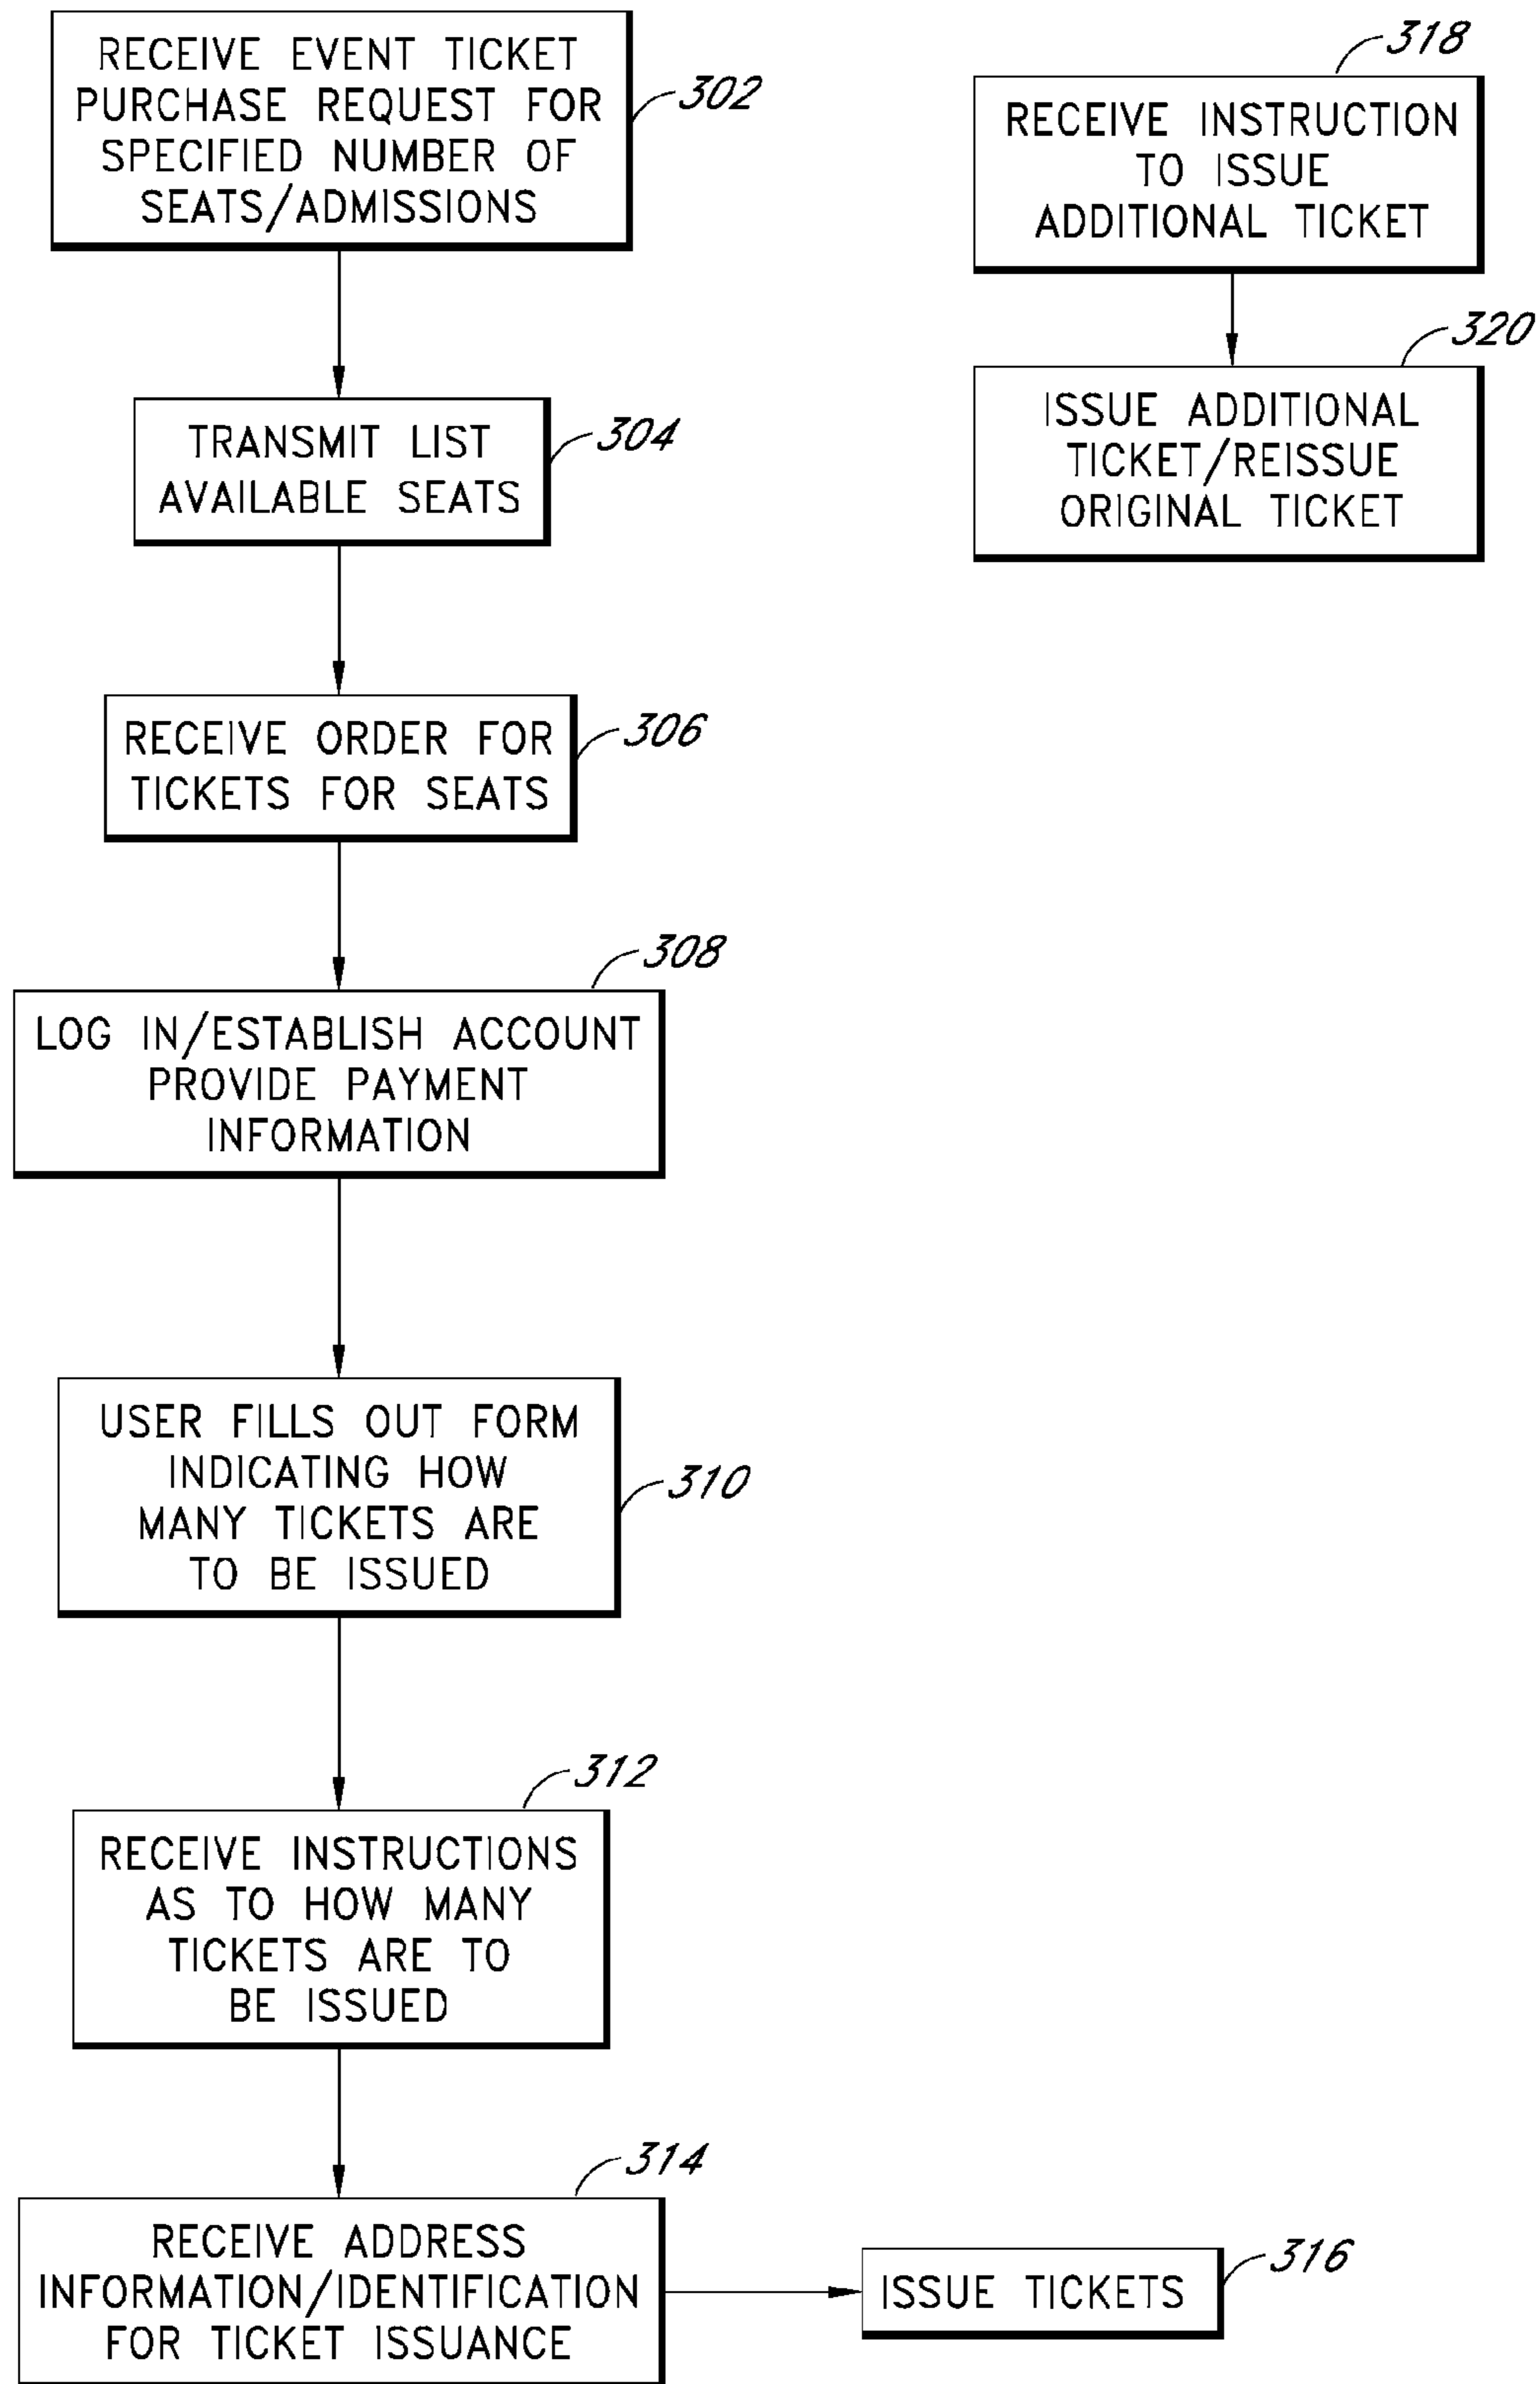 RECEIVE EVENT TICKET
PURCHASE REQUEST FOR
SPECIFIED NUMBER OF
SEATS/ADMISSIONS
302
TRANSMIT LIST
AVAILABLE SEATS
304
RECEIVE ORDER FOR
TICKETS FOR SEATS
306
308
LOG IN/ESTABLISH ACCOUNT
PROVIDE PAYMENT
INFORMATION
USER FILLS OUT FORM
INDICATING HOW
MANY TICKETS ARE
TO BE ISSUED
310
312
RECEIVE INSTRUCTIONS
AS TO HOW MANY
TICKETS ARE TO
BE ISSUED
314
RECEIVE ADDRESS
INFORMATION/IDENTIFICATION
FOR TICKET ISSUANCE
ISSUE TICKETS
316
318
RECEIVE INSTRUCTION
TO ISSUE
ADDITIONAL TICKET
320
ISSUE ADDITIONAL
TICKET/REISSUE
ORIGINAL TICKET